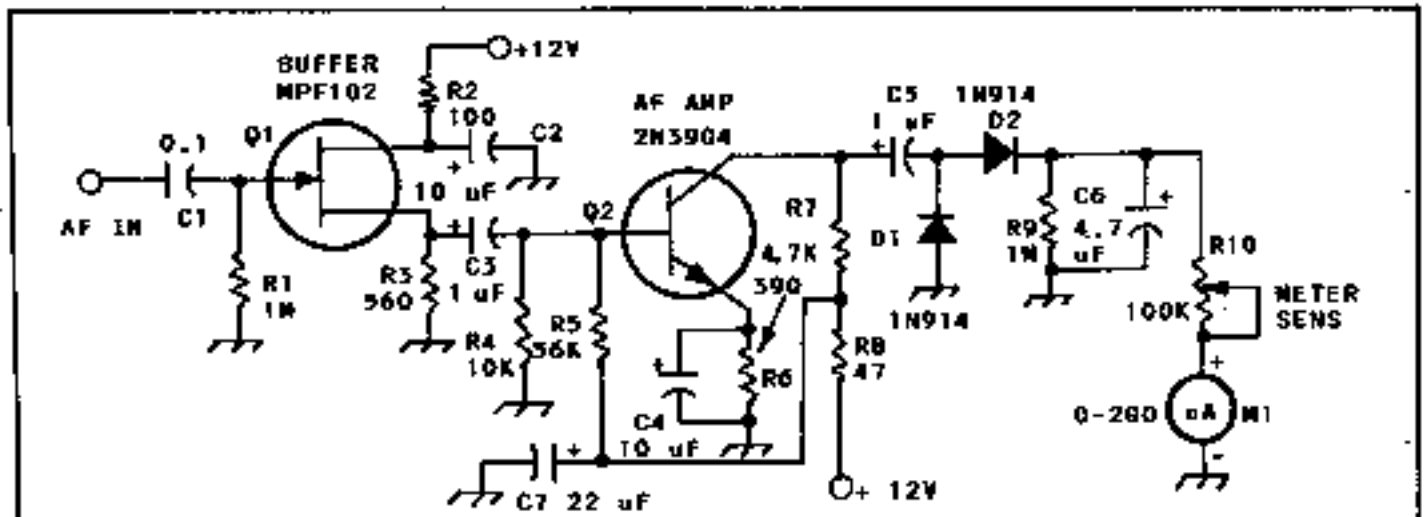 BUFFER
MPF102
+12V
R2
100
C2
Q1
0.1
C1
AF IN
R1
1M
+
10 uF
R3
560
+
C3
1 uF
R4
10K
R5
56K
Q2
AF AMP
2N3904
4.7K
390
R7
R6
+
C4
10 uF
R8
47
+ 12V
C7 22 uF
+
C5
1 uF
+
1N914
D2
D1
1N914
R9
1M
C6
4.7
uF
+
R10
100K
METER
SENS
+
uA
M1
-